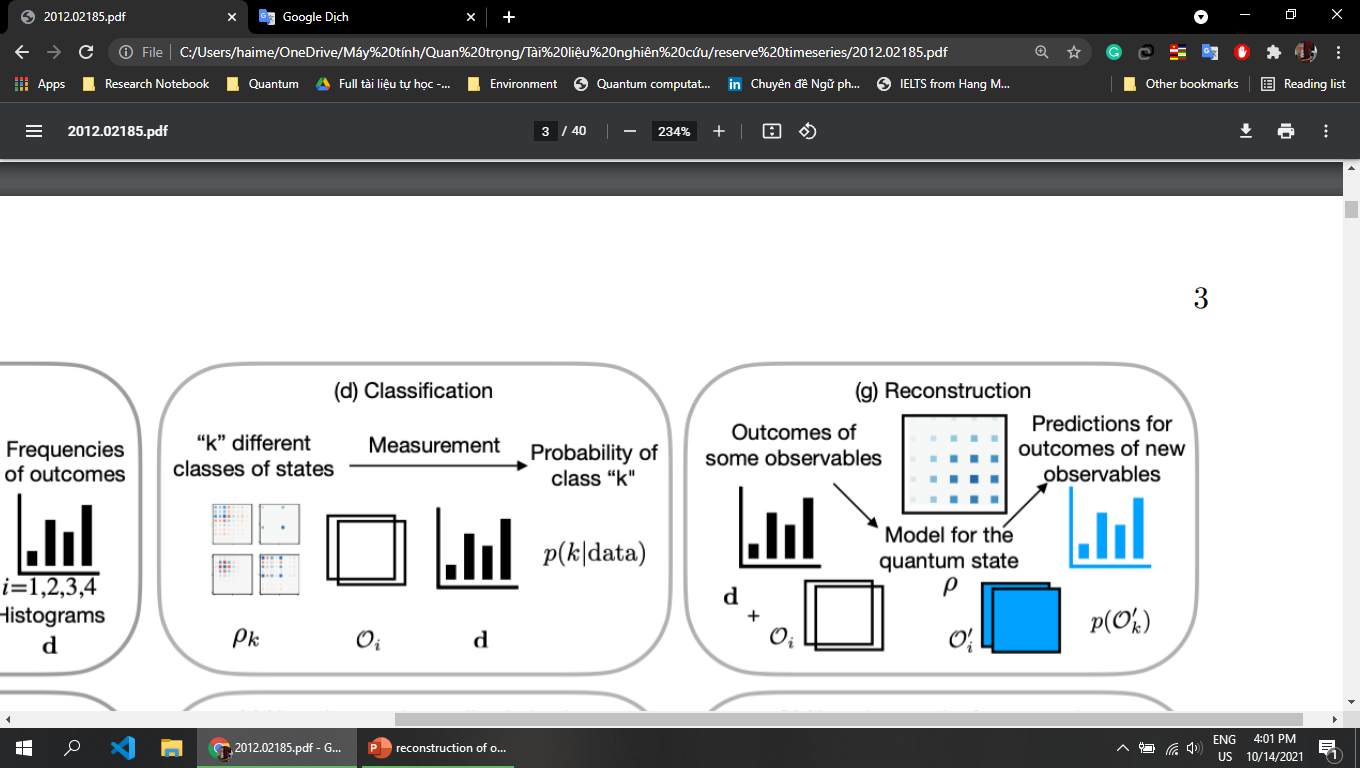 2012.02185.pdf
Google Dịch
File
C:/Users/haime/OneDrive/Máy%20tính/Quan%20trọng/Tài%20liệu%20nghiên%20cứu/reserve%20timeseries/2012.02185.pdf
Apps
Research Notebook
Quantum
Full tài liệu tự học -...
Environment
Quantum computat...
Chuyên đề Ngữ ph...
IELTS from Hang M...
Other bookmarks
Reading list
2012.02185.pdf
3 / 40
234%
3
Frequencies
of outcomes
i=1,2,3,4
Histograms
d
(d) Classification
“k” different
classes of states
Measurement
Probability of
class “k"
p(k|data)
ρk
𝒪i
d
(g) Reconstruction
Outcomes of
some observables
Predictions for
outcomes of new
observables
Model for the
quantum state
d
+
𝒪i
ρ
𝒪′i
p(𝒪′k)
2012.02185.pdf - G...
reconstruction of o...
ENG
US
4:01 PM
10/14/2021
1